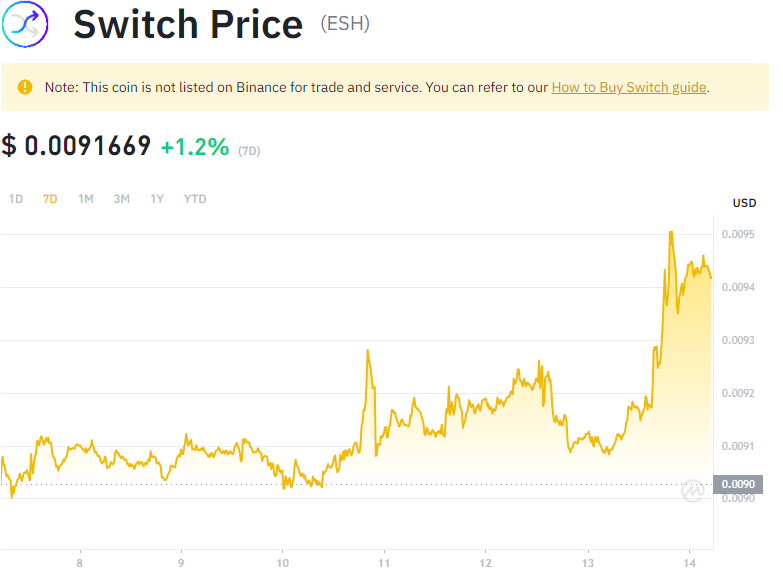 Switch Price (ESH)
Note: This coin is not listed on Binance for trade and service. You can refer to our How to Buy Switch guide.
$ 0.0091669 +1.2% (7D)
1D 7D 1M 3M 1Y YTD
USD
0.0095
0.0094
0.0093
0.0092
0.0091
0.0090
0.0090
8 9 10 11 12 13 14